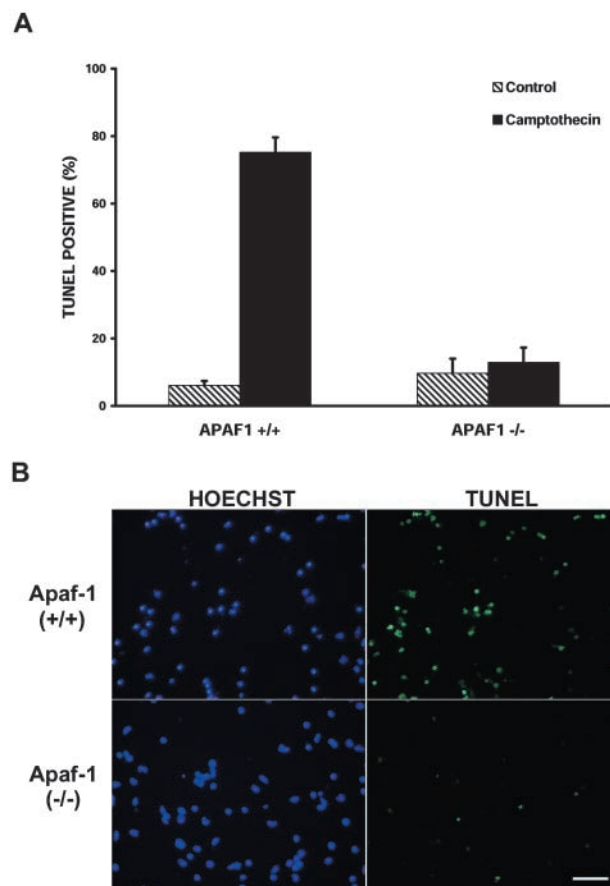 A
100
80
60
40
20
0
TUNEL POSITIVE (%)
Control
Camptothecin
APAF1 +/+
APAF1 -/-
B
HOECHST
TUNEL
Apaf-1
(+/+)
Apaf-1
(-/-)